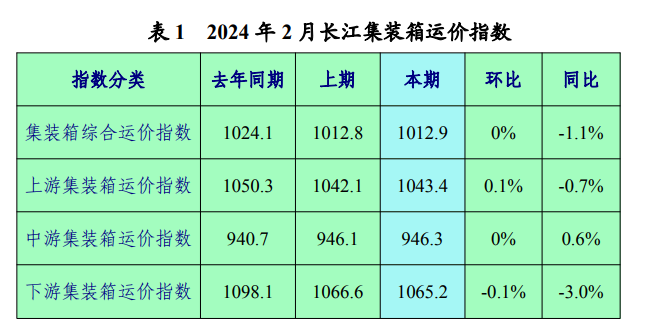 表 1 2024 年 2 月长江集装箱运价指数
指数分类 去年同期 上期 本期 环比 同比
集装箱综合运价指数 1024.1 1012.8 1012.9 0% -1.1%
上游集装箱运价指数 1050.3 1042.1 1043.4 0.1% -0.7%
中游集装箱运价指数 940.7 946.1 946.3 0% 0.6%
下游集装箱运价指数 1098.1 1066.6 1065.2 -0.1% -3.0%